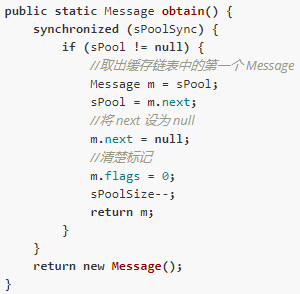 public static Message obtain() {
synchronized (sPoolSync) {
if (sPool != null) {
//取出缓存链表中的第一个 Message
Message m = sPool;
sPool = m.next;
//将 next 设为 null
m.next = null;
//清楚标记
m.flags = 0;
sPoolSize--;
return m;
}
}
return new Message();
}